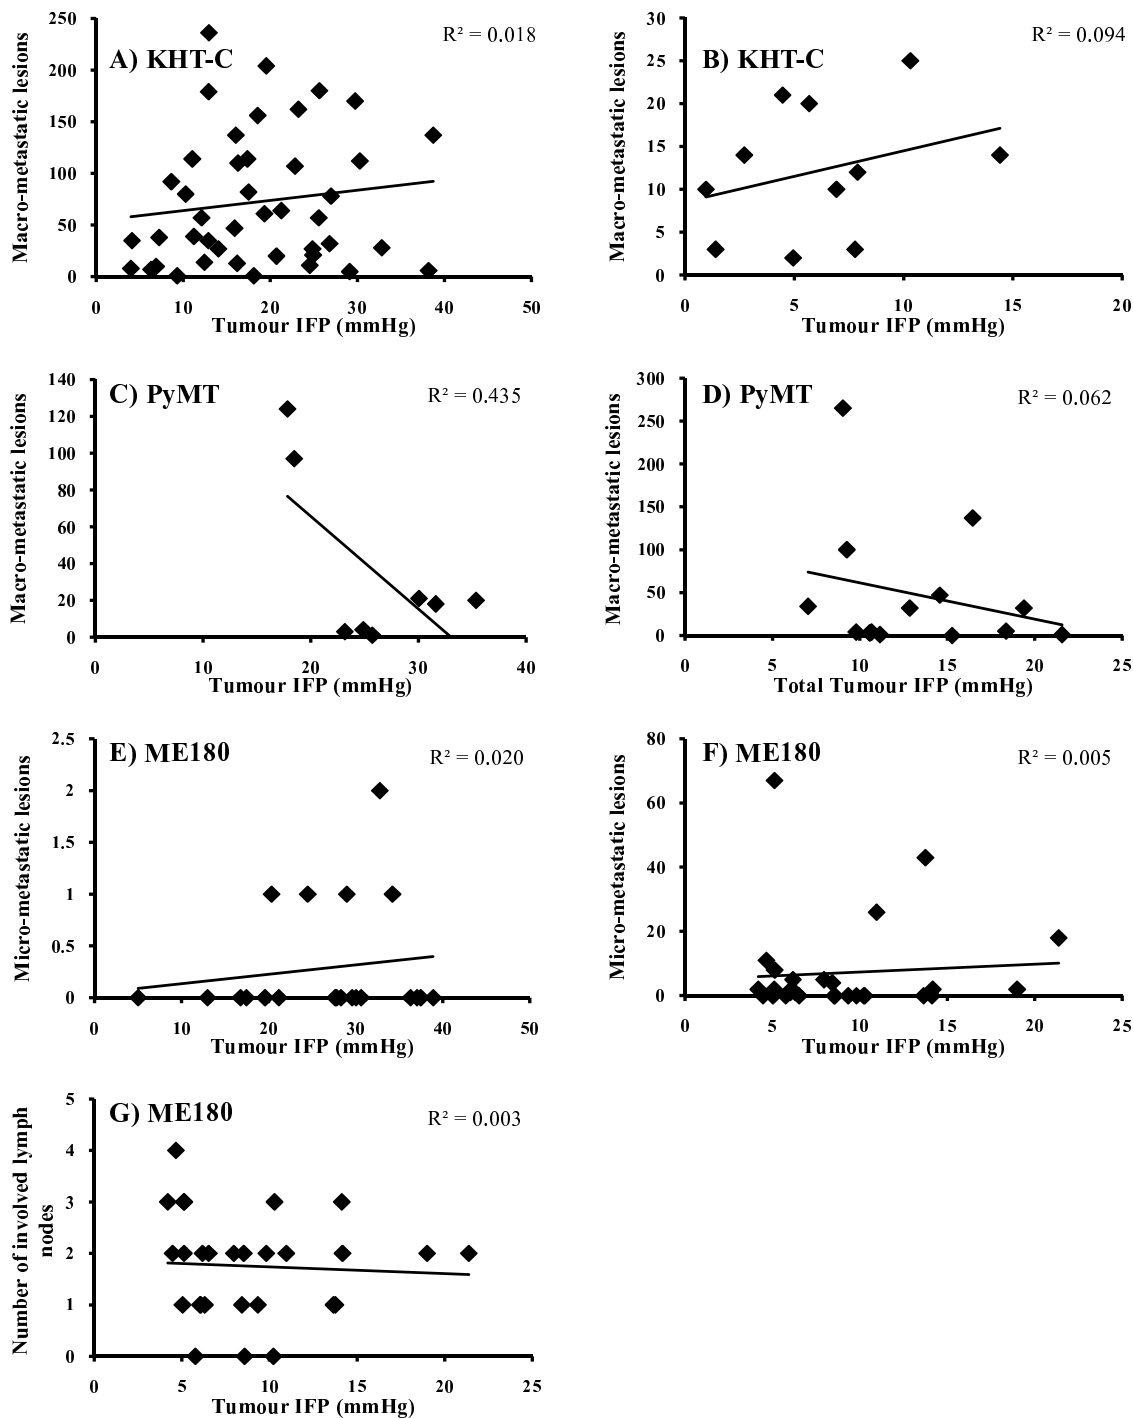 A) KHT-C
R² = 0.018
Macro-metastatic lesions
250
200
150
100
50
0
0 10 20 30 40 50
Tumour IFP (mmHg)
B) KHT-C
R² = 0.094
Macro-metastatic lesions
30
25
20
15
10
5
0
0 5 10 15 20
Tumour IFP (mmHg)
C) PyMT
R² = 0.435
Macro-metastatic lesions
140
120
100
80
60
40
20
0
0 10 20 30 40
Tumour IFP (mmHg)
D) PyMT
R² = 0.062
Macro-metastatic lesions
300
250
200
150
100
50
0
0 5 10 15 20 25
Total Tumour IFP (mmHg)
E) ME180
R² = 0.020
Micro-metastatic lesions
2.5
2
1.5
1
0.5
0
0 10 20 30 40 50
Tumour IFP (mmHg)
F) ME180
R² = 0.005
Micro-metastatic lesions
80
60
40
20
0
0 5 10 15 20 25
Tumour IFP (mmHg)
G) ME180
R² = 0.003
Number of involved lymph
nodes
5
4
3
2
1
0
0 5 10 15 20 25
Tumour IFP (mmHg)